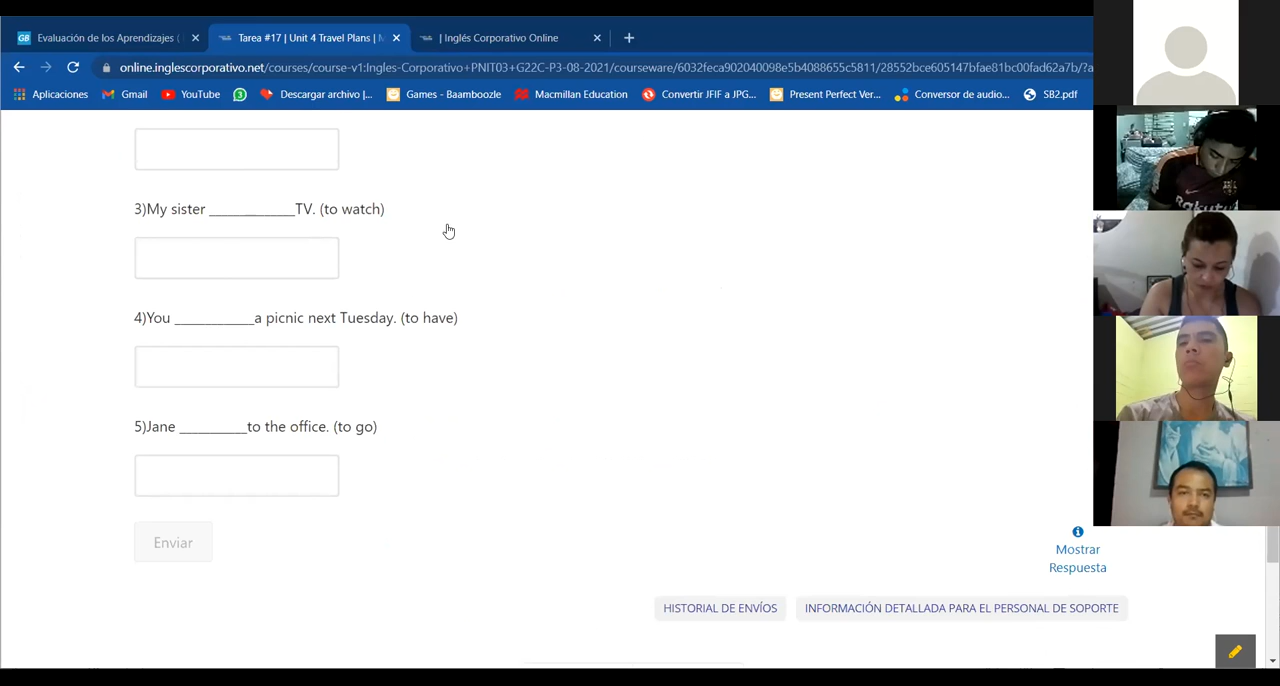 Evaluación de los Aprendizajes (
Tarea #17 | Unit 4 Travel Plans |
| Inglés Corporativo Online
online.inglescorporativo.net/courses/course-v1:Ingles-Corporativo+PNIT03+G22C-P3-08-2021/courseware/6032feca902040098e5b4088655c5811/28552bce605147bfae81bc00fad62a7b/?a
Aplicaciones
Gmail
YouTube
Descargar archivo |...
Games - Baamboozle
Macmillan Education
Convertir JFIF a JPG...
Present Perfect Ver...
Conversor de audio...
SB2.pdf
3)My sister _____________TV. (to watch)
4)You ____________a picnic next Tuesday. (to have)
5)Jane __________to the office. (to go)
Enviar
Mostrar
Respuesta
HISTORIAL DE ENVÍOS
INFORMACIÓN DETALLADA PARA EL PERSONAL DE SOPORTE